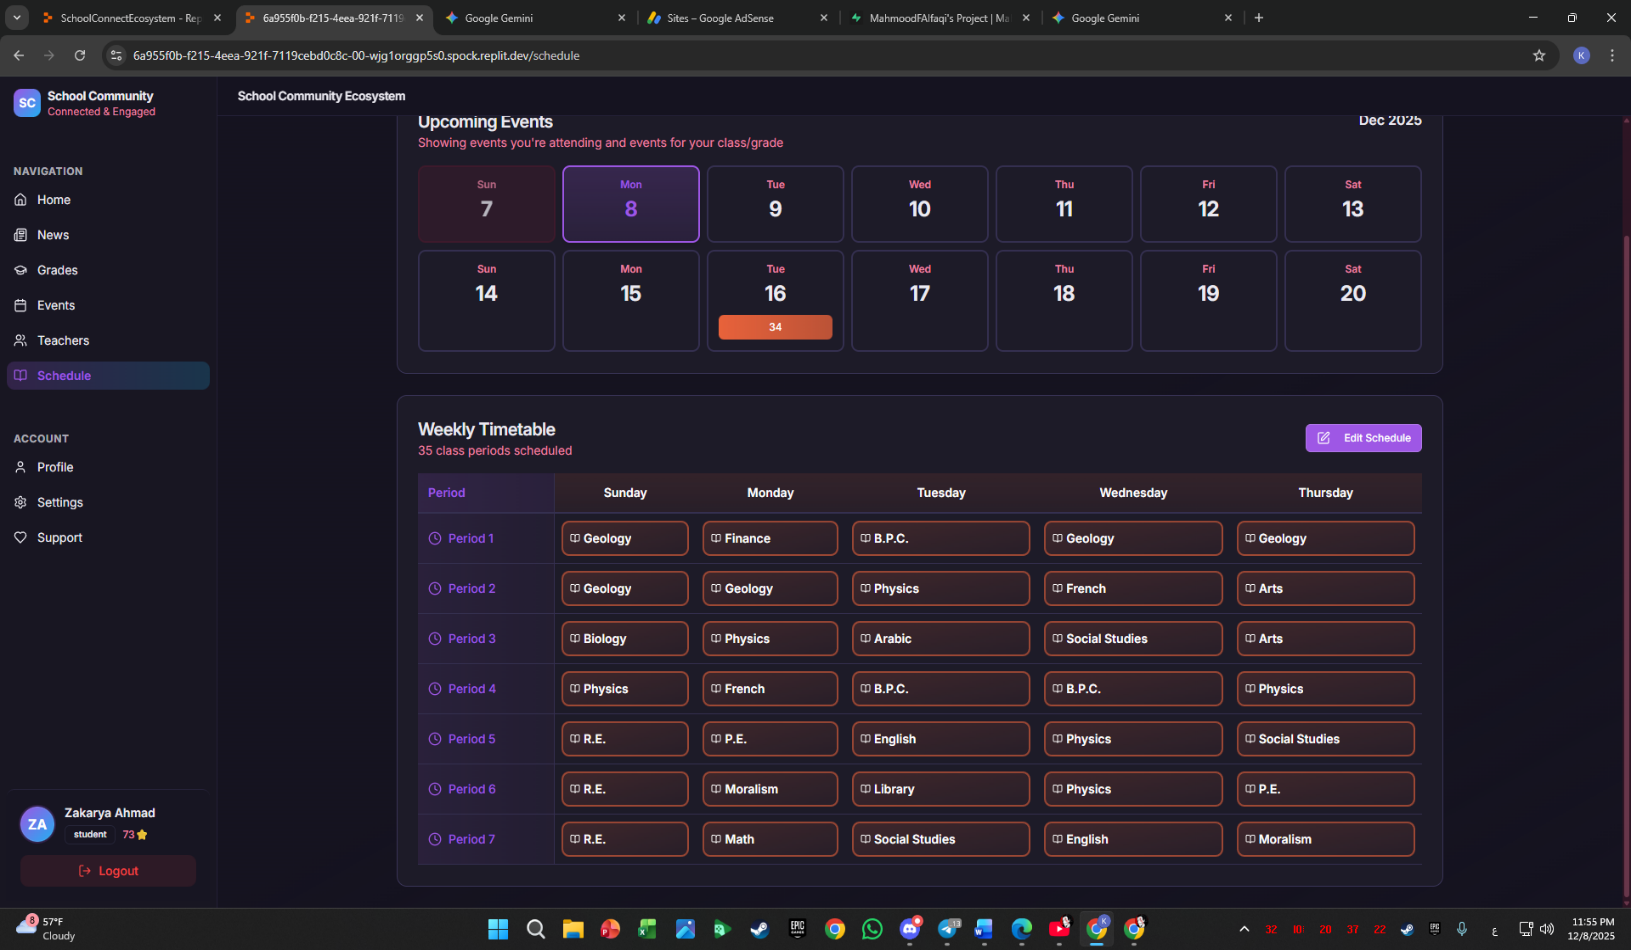 SchoolConnectEcosystem - Rep
6a955f0b-f215-4eea-921f-7119
Google Gemini
Sites – Google AdSense
MahmoodFAlfaqi's Project | Ma
Google Gemini
6a955f0b-f215-4eea-921f-7119cebd0c8c-00-wjg1orggp5s0.spock.replit.dev/schedule
K
SC
School Community
Connected & Engaged
School Community Ecosystem
NAVIGATION
Home
News
Grades
Events
Teachers
Schedule
ACCOUNT
Profile
Settings
Support
ZA
Zakarya Ahmad
student 73
Logout
Upcoming Events
Dec 2025
Showing events you're attending and events for your class/grade
Sun Mon Tue Wed Thu Fri Sat
7 8 9 10 11 12 13
Sun Mon Tue Wed Thu Fri Sat
14 15 16 17 18 19 20
34
Weekly Timetable
35 class periods scheduled
Edit Schedule
Period Sunday Monday Tuesday Wednesday Thursday
Period 1 Geology Finance B.P.C. Geology Geology
Period 2 Geology Geology Physics French Arts
Period 3 Biology Physics Arabic Social Studies Arts
Period 4 Physics French B.P.C. B.P.C. Physics
Period 5 R.E. P.E. English Physics Social Studies
Period 6 R.E. Moralism Library Physics P.E.
Period 7 R.E. Math Social Studies English Moralism
8
57°F
Cloudy
EPIC
13
K
32 10 20 37 22
ع
11:55 PM
12/8/2025